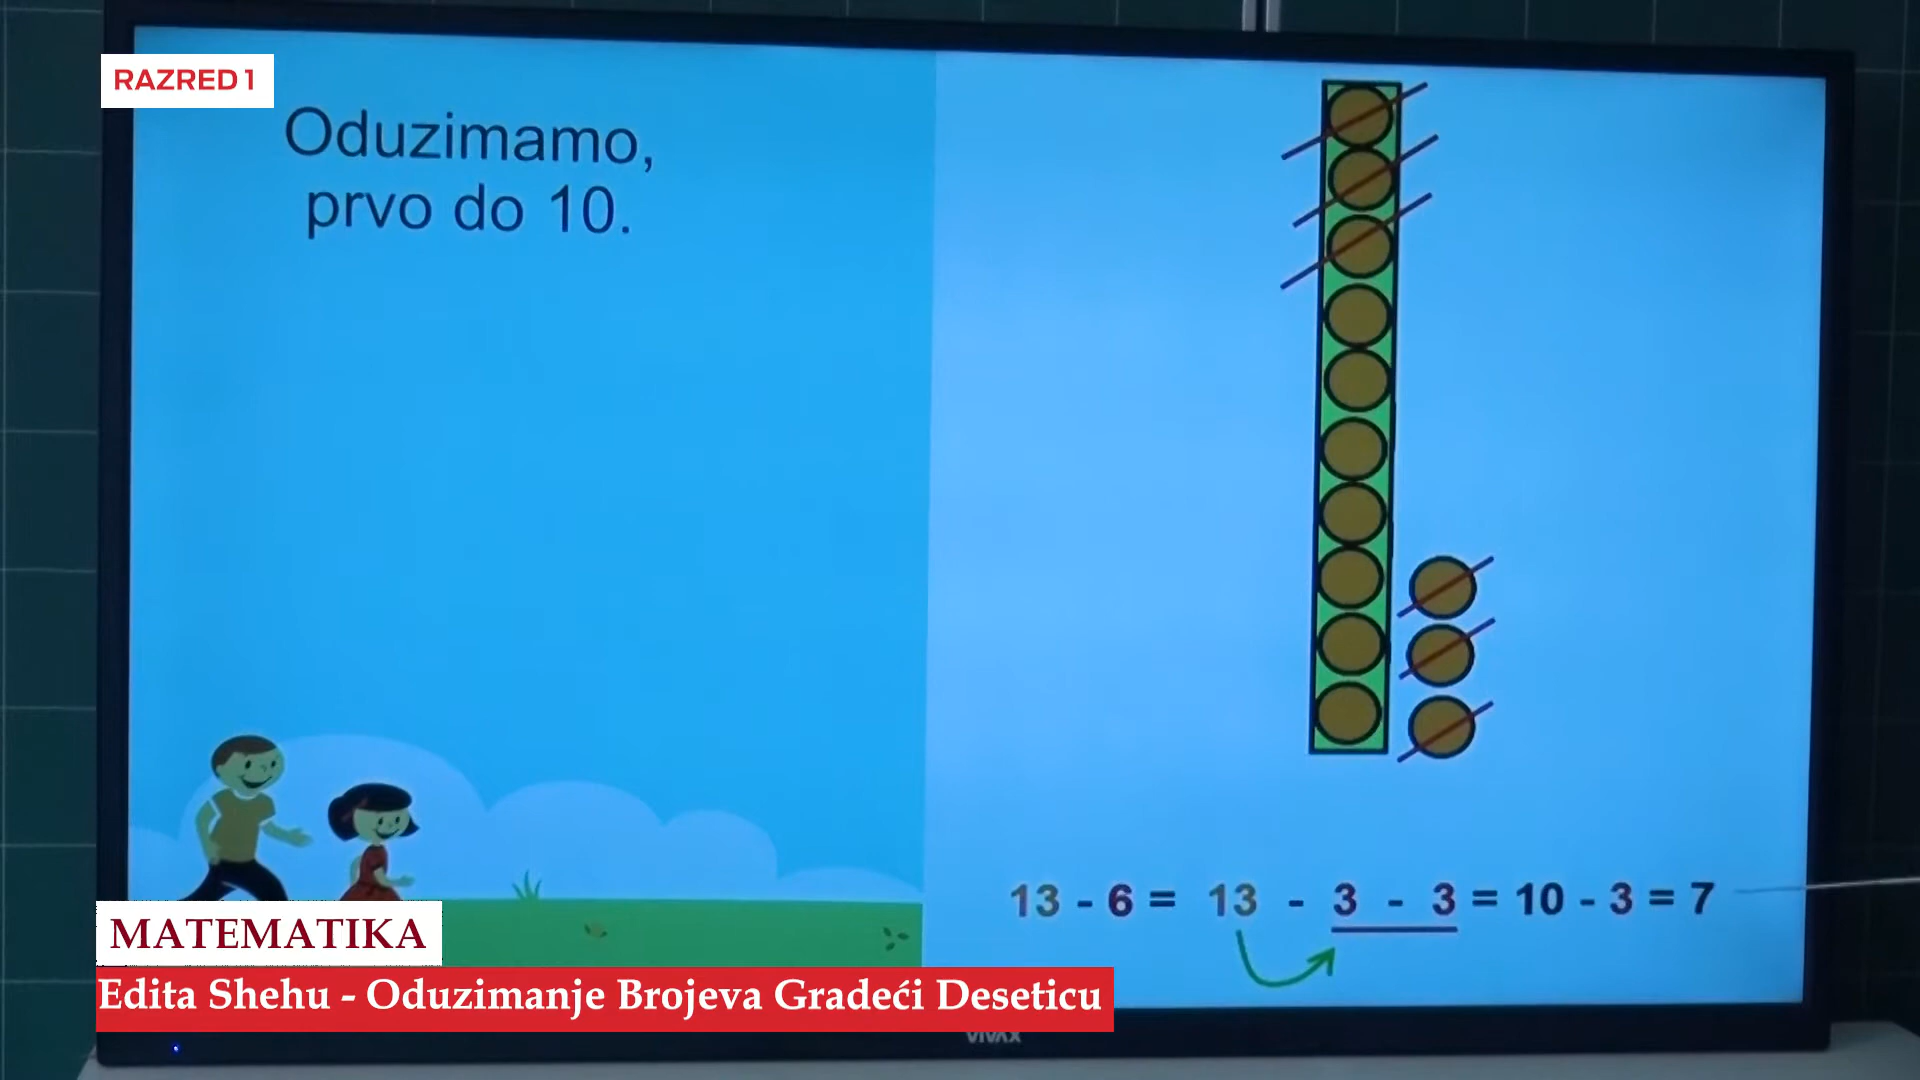 RAZRED 1
Oduzimamo,
prvo do 10.
13 - 6 = 13 - 3 - 3 = 10 - 3 = 7
MATEMATIKA
Edita Shehu - Oduzimanje Brojeva Gradeći Deseticu
VIVAX